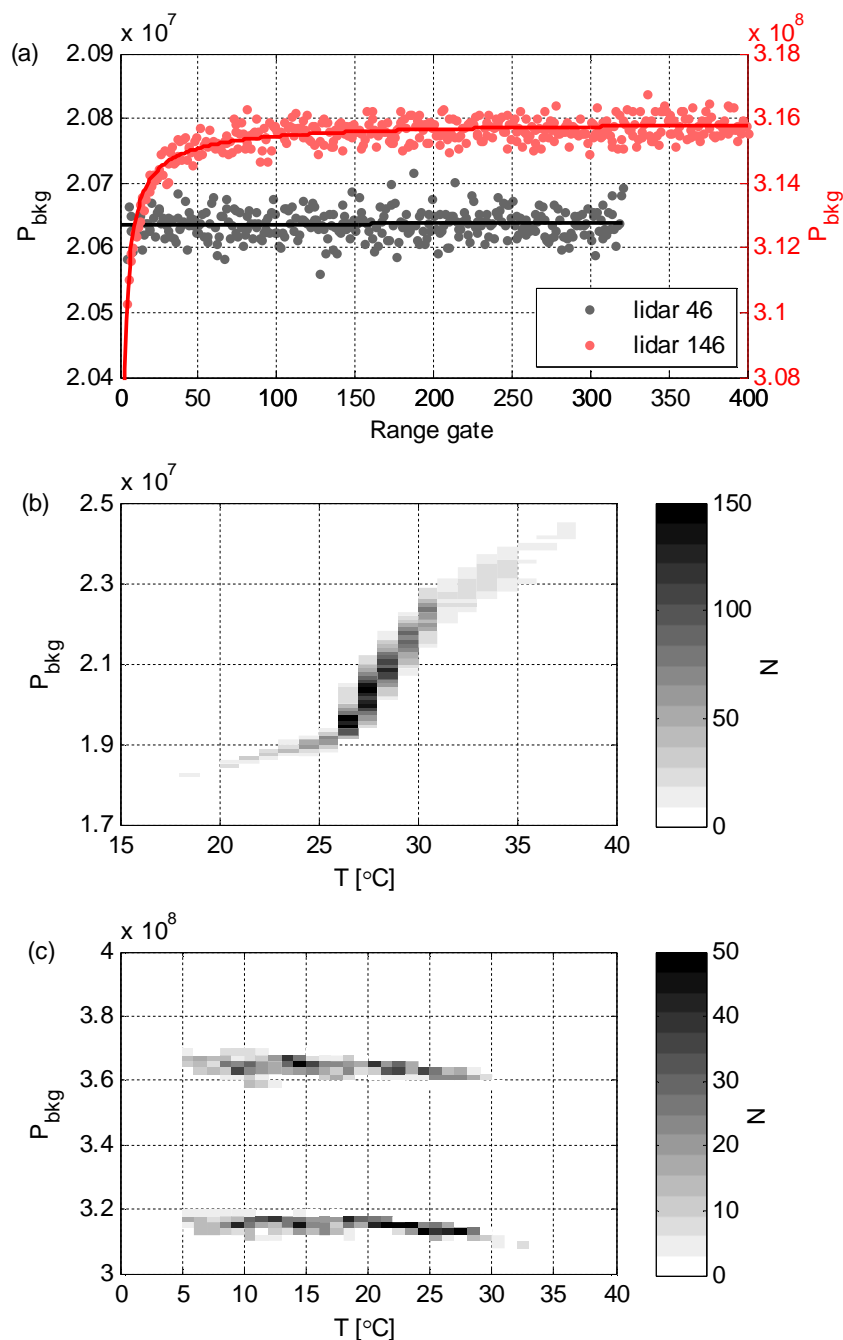 (a)
x 10^7
x 10^8
2.09
2.08
2.07
2.06
2.05
2.04
P_bkg
3.18
3.16
3.14
3.12
3.1
3.08
P_bkg
0 50 100 150 200 250 300 350 400
Range gate
lidar 46
lidar 146
(b)
x 10^7
2.5
2.3
2.1
1.9
1.7
P_bkg
15 20 25 30 35 40
T [°C]
150
100
50
0
N
(c)
x 10^8
4
3.8
3.6
3.4
3.2
3
P_bkg
0 5 10 15 20 25 30 35 40
T [°C]
50
40
30
20
10
0
N